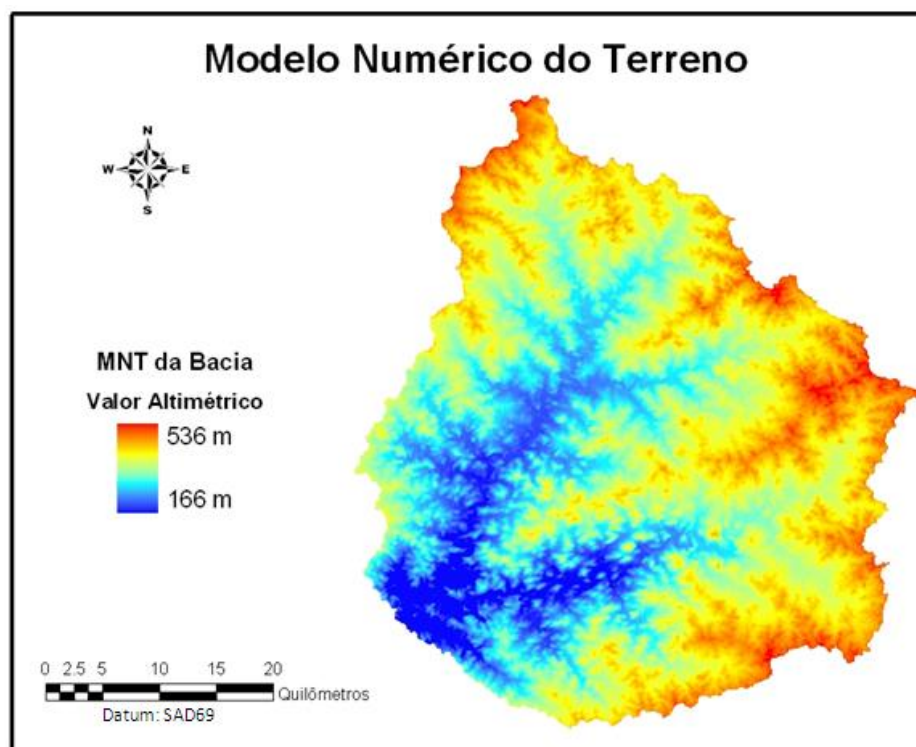 Modelo Numérico do Terreno
N
W E
S
MNT da Bacia
Valor Altimétrico
536 m
166 m
0 2.5 5 10 15 20
Quilômetros
Datum: SAD69